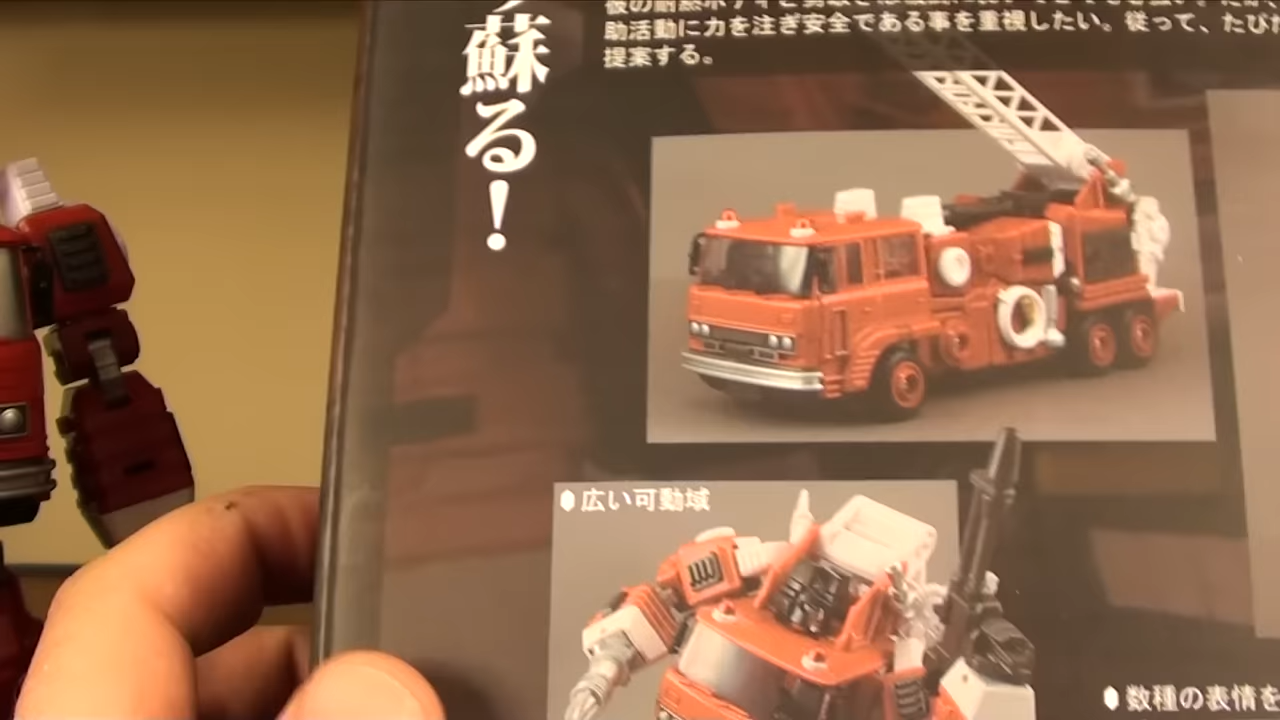 蘇る!
助活動に力を注ぎ安全である事を重視したい。従って、たび
提案する。
広い可動域
数種の表情を